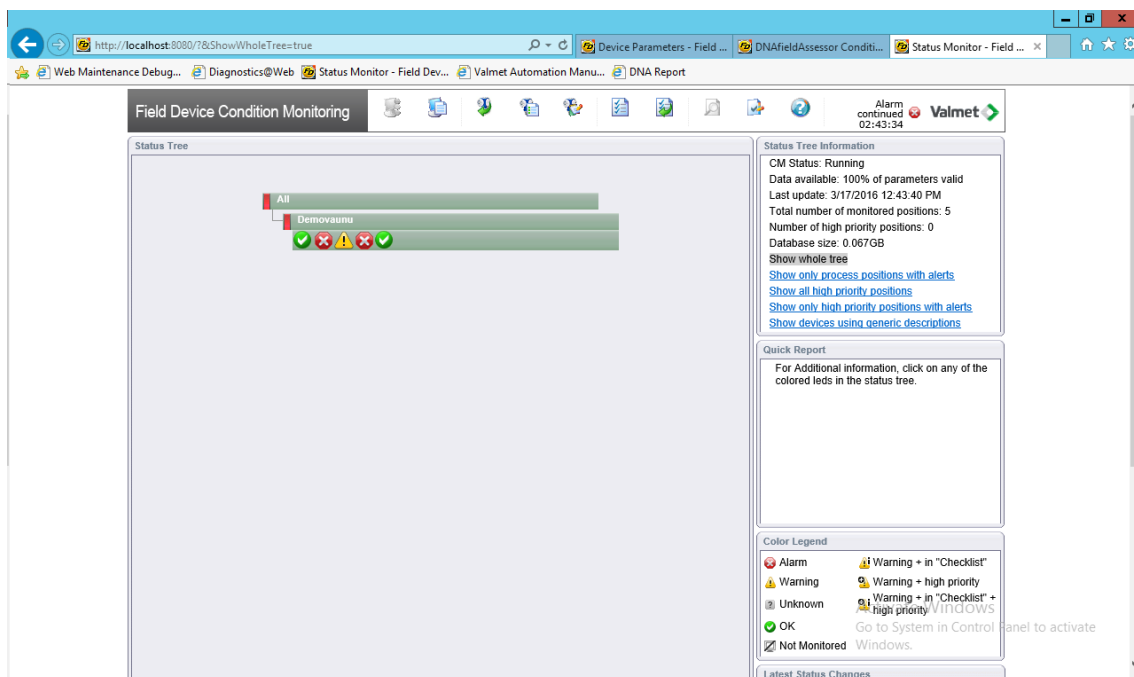 http://localhost:8080/?&ShowWholeTree=true
Device Parameters - Field ...
DNAfieldAssessor Conditi...
Status Monitor - Field ...
Web Maintenance Debug...
Diagnostics@Web
Status Monitor - Field Dev...
Valmet Automation Manu...
DNA Report
Field Device Condition Monitoring
Alarm
continued
02:43:34
Valmet
Status Tree
All
Demovaunu
Status Tree Information
CM Status: Running
Data available: 100% of parameters valid
Last update: 3/17/2016 12:43:40 PM
Total number of monitored positions: 5
Number of high priority positions: 0
Database size: 0.067GB
Show whole tree
Show only process positions with alerts
Show all high priority positions
Show only high priority positions with alerts
Show devices using generic descriptions
Quick Report
For Additional information, click on any of the
colored leds in the status tree.
Color Legend
Alarm
Warning + in "Checklist"
Warning
Warning + high priority
Unknown
Warning + in "Checklist" +
high priority
OK
Not Monitored
Activate Windows
Go to System in Control Panel to activate
Windows.
Latest Status Changes